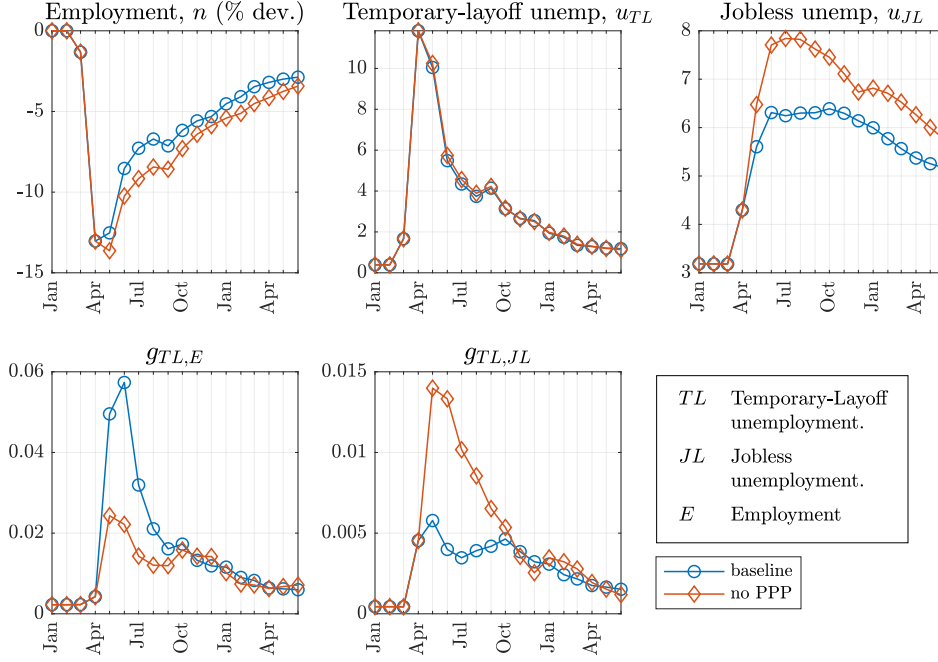 Employment, n (% dev.)
Temporary-layoff unemp, u_TL
Jobless unemp, u_JL
0
-5
-10
-15
Jan
Apr
Jul
Oct
Jan
Apr
10
8
6
4
2
0
Jan
Apr
Jul
Oct
Jan
Apr
8
7
6
5
4
3
Jan
Apr
Jul
Oct
Jan
Apr
g_TL,E
g_TL,JL
0.06
0.04
0.02
0
Jan
Apr
Jul
Oct
Jan
Apr
0.015
0.01
0.005
0
Jan
Apr
Jul
Oct
Jan
Apr
TL Temporary-Layoff
unemployment.
JL Jobless
unemployment.
E Employment
baseline
no PPP